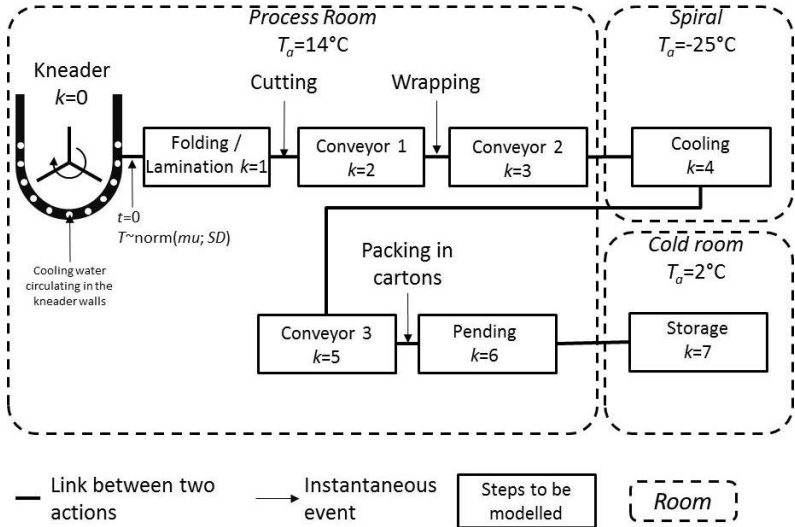 Process Room
Tₐ=14°C
Spiral
Tₐ=-25°C
Kneader
k=0
Cutting
Wrapping
Folding /
Lamination k=1
Conveyor 1
k=2
Conveyor 2
k=3
Cooling
k=4
t=0
T~norm(mu; SD)
Cooling water
circulating in the
kneader walls
Packing in
cartons
Cold room
Tₐ=2°C
Conveyor 3
k=5
Pending
k=6
Storage
k=7
Link between two
actions
Instantaneous
event
Steps to be
modelled
Room